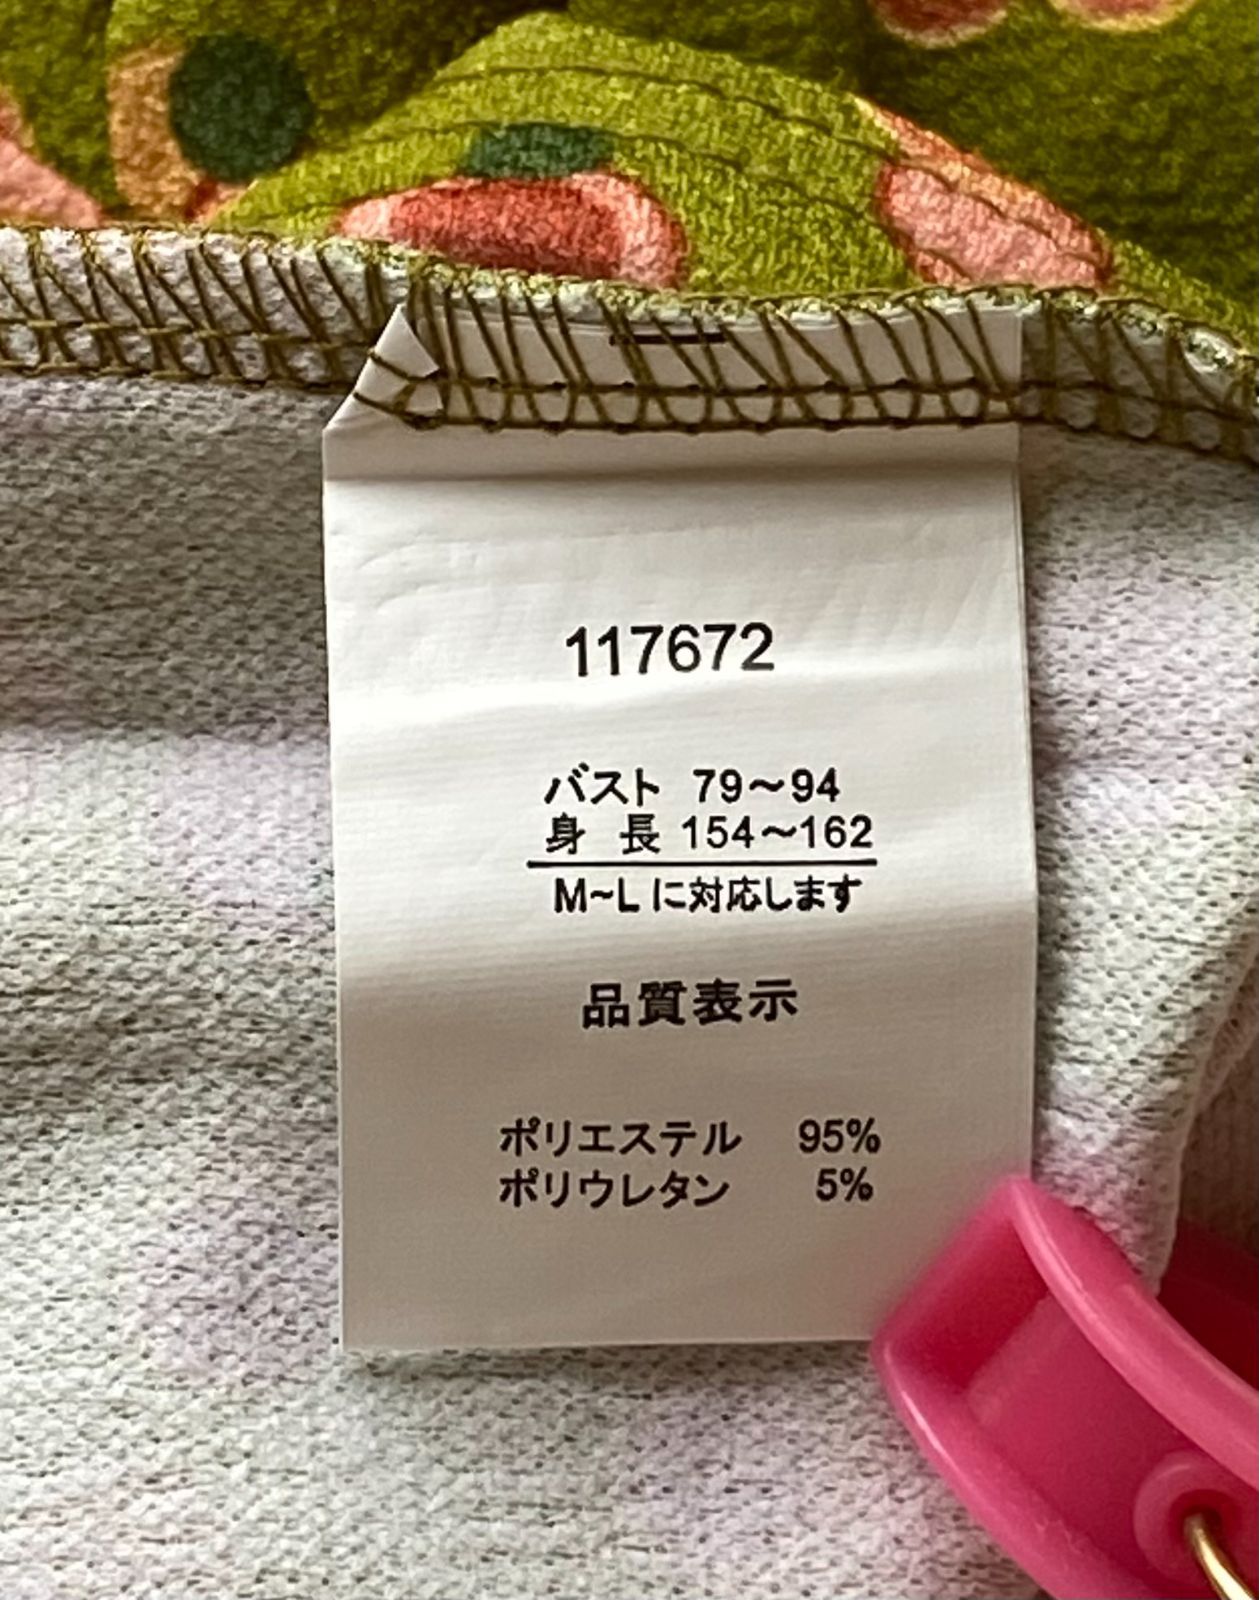 117672
バスト 79～94
身 長 154～162
M~Lに対応します
品質表示
ポリエステル 95%
ポリウレタン 5%